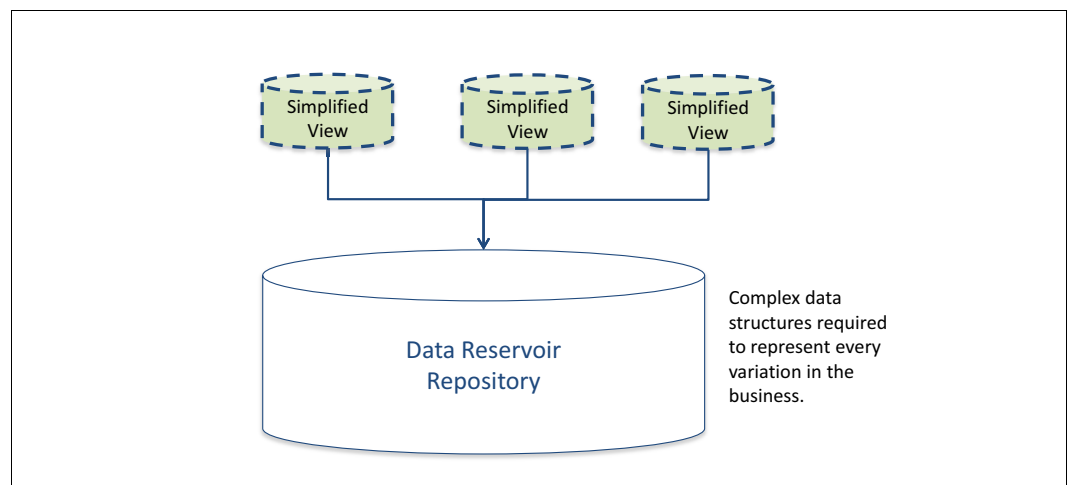 Simplified
View
Simplified
View
Simplified
View
Data Reservoir
Repository
Complex data
structures required
to represent every
variation in the
business.